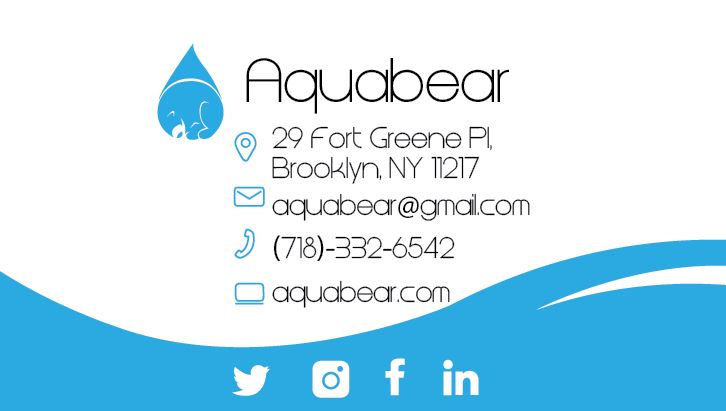 Aquabear
29 Fort Greene Pl,
Brooklyn, NY 11217
aquabear@gmail.com
(718)-332-6542
aquabear.com